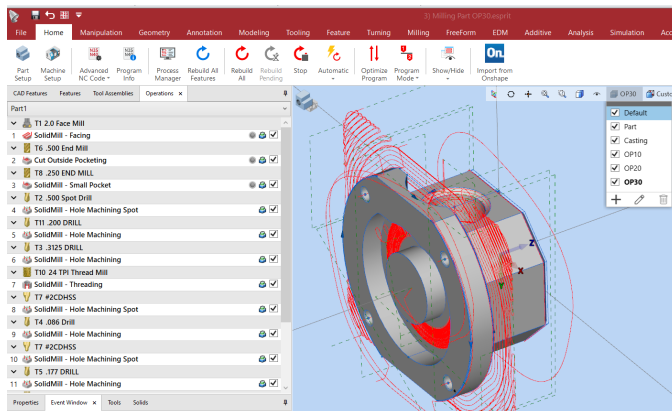 3) Milling Part OP30.esprit
File Home Manipulation Geometry Annotation Modeling Tooling Feature Turning Milling FreeForm EDM Additive Analysis Simulation Acc
N35 N45 N35 N45 On.
Part Setup Machine Setup Advanced NC Code Program Info Process Manager Rebuild All Features Rebuild All Rebuild Pending Stop Automatic Optimize Program Program Mode Show/Hide Import from Onshape
CAD Features Features Tool Assemblies Operations x OP30 Custo
Part1
Default
Part
Casting
OP10
OP20
OP30
T1 2.0 Face Mill
1 SolidMill - Facing
T6 .500 End Mill
2 Cut Outside Pocketing
T8 .250 END MILL
3 SolidMill - Small Pocket
T2 .500 Spot Drill
4 SolidMill - Hole Machining Spot
T11 .200 DRILL
5 SolidMill - Hole Machining
T3 .3125 DRILL
6 SolidMill - Hole Machining
T10 24 TPI Thread Mill
7 SolidMill - Threading
T7 #2CDHSS
8 SolidMill - Hole Machining Spot
T4 .086 Drill
9 SolidMill - Hole Machining
T7 #2CDHSS
10 SolidMill - Hole Machining Spot
T5 .177 DRILL
11 SolidMill - Hole Machining
Z
X
Y
Properties Event Window x Tools Solids